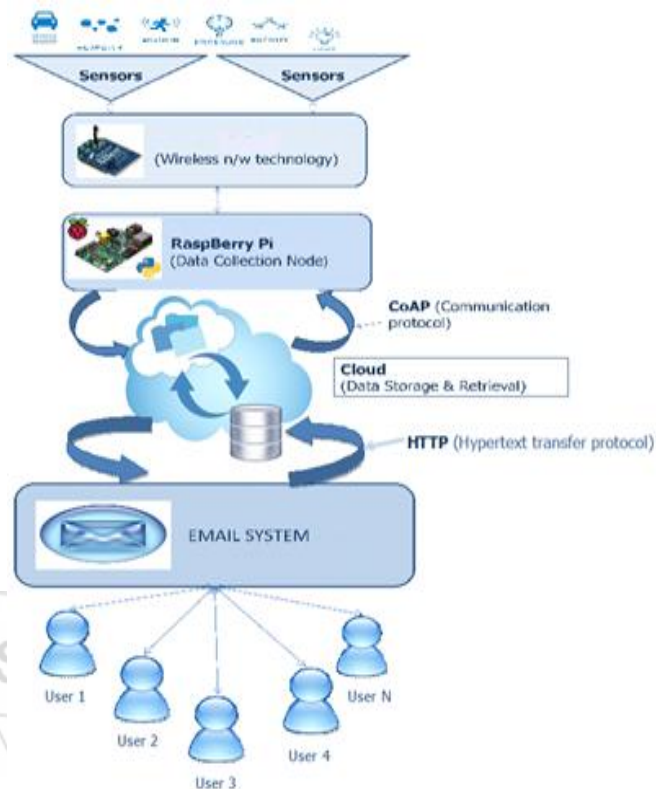 Sensors
Sensors
(Wireless n/w technology)
RaspBerry Pi
(Data Collection Node)
CoAP (Communication
protocol)
Cloud
(Data Storage & Retrieval)
HTTP (Hypertext transfer protocol)
EMAIL SYSTEM
User 1
User N
User 2
User 4
User 3